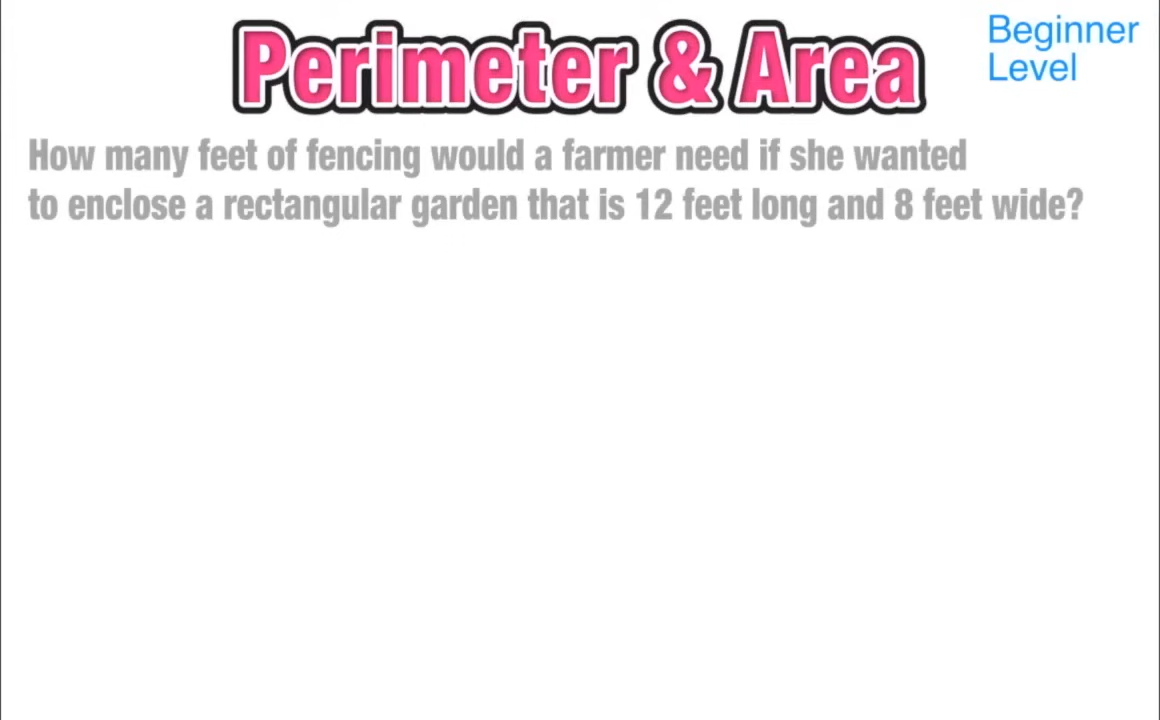 Perimeter & Area
Beginner
Level
How many feet of fencing would a farmer need if she wanted
to enclose a rectangular garden that is 12 feet long and 8 feet wide?